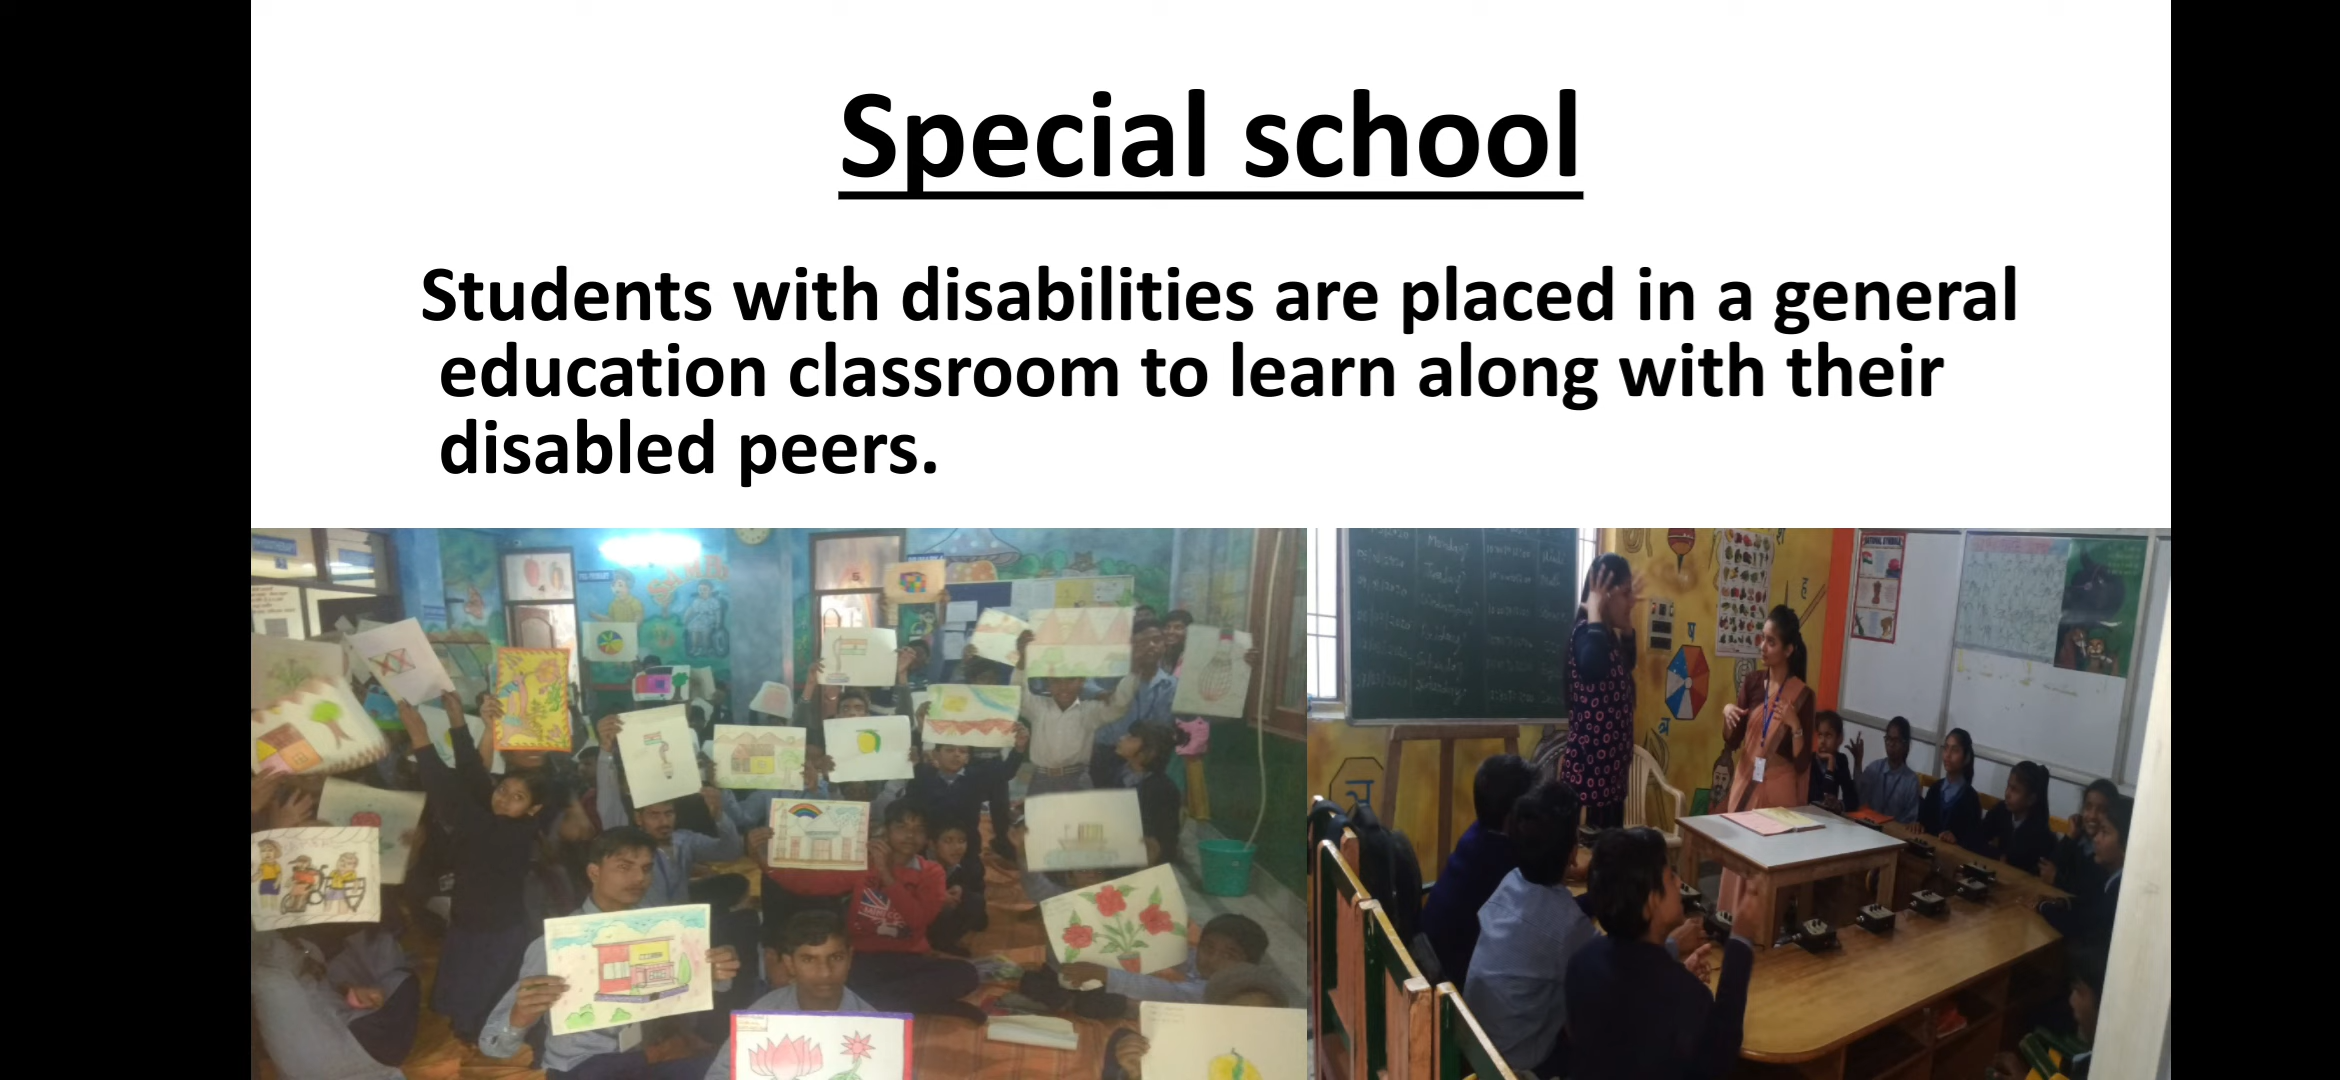 Special school
Students with disabilities are placed in a general
education classroom to learn along with their
disabled peers.